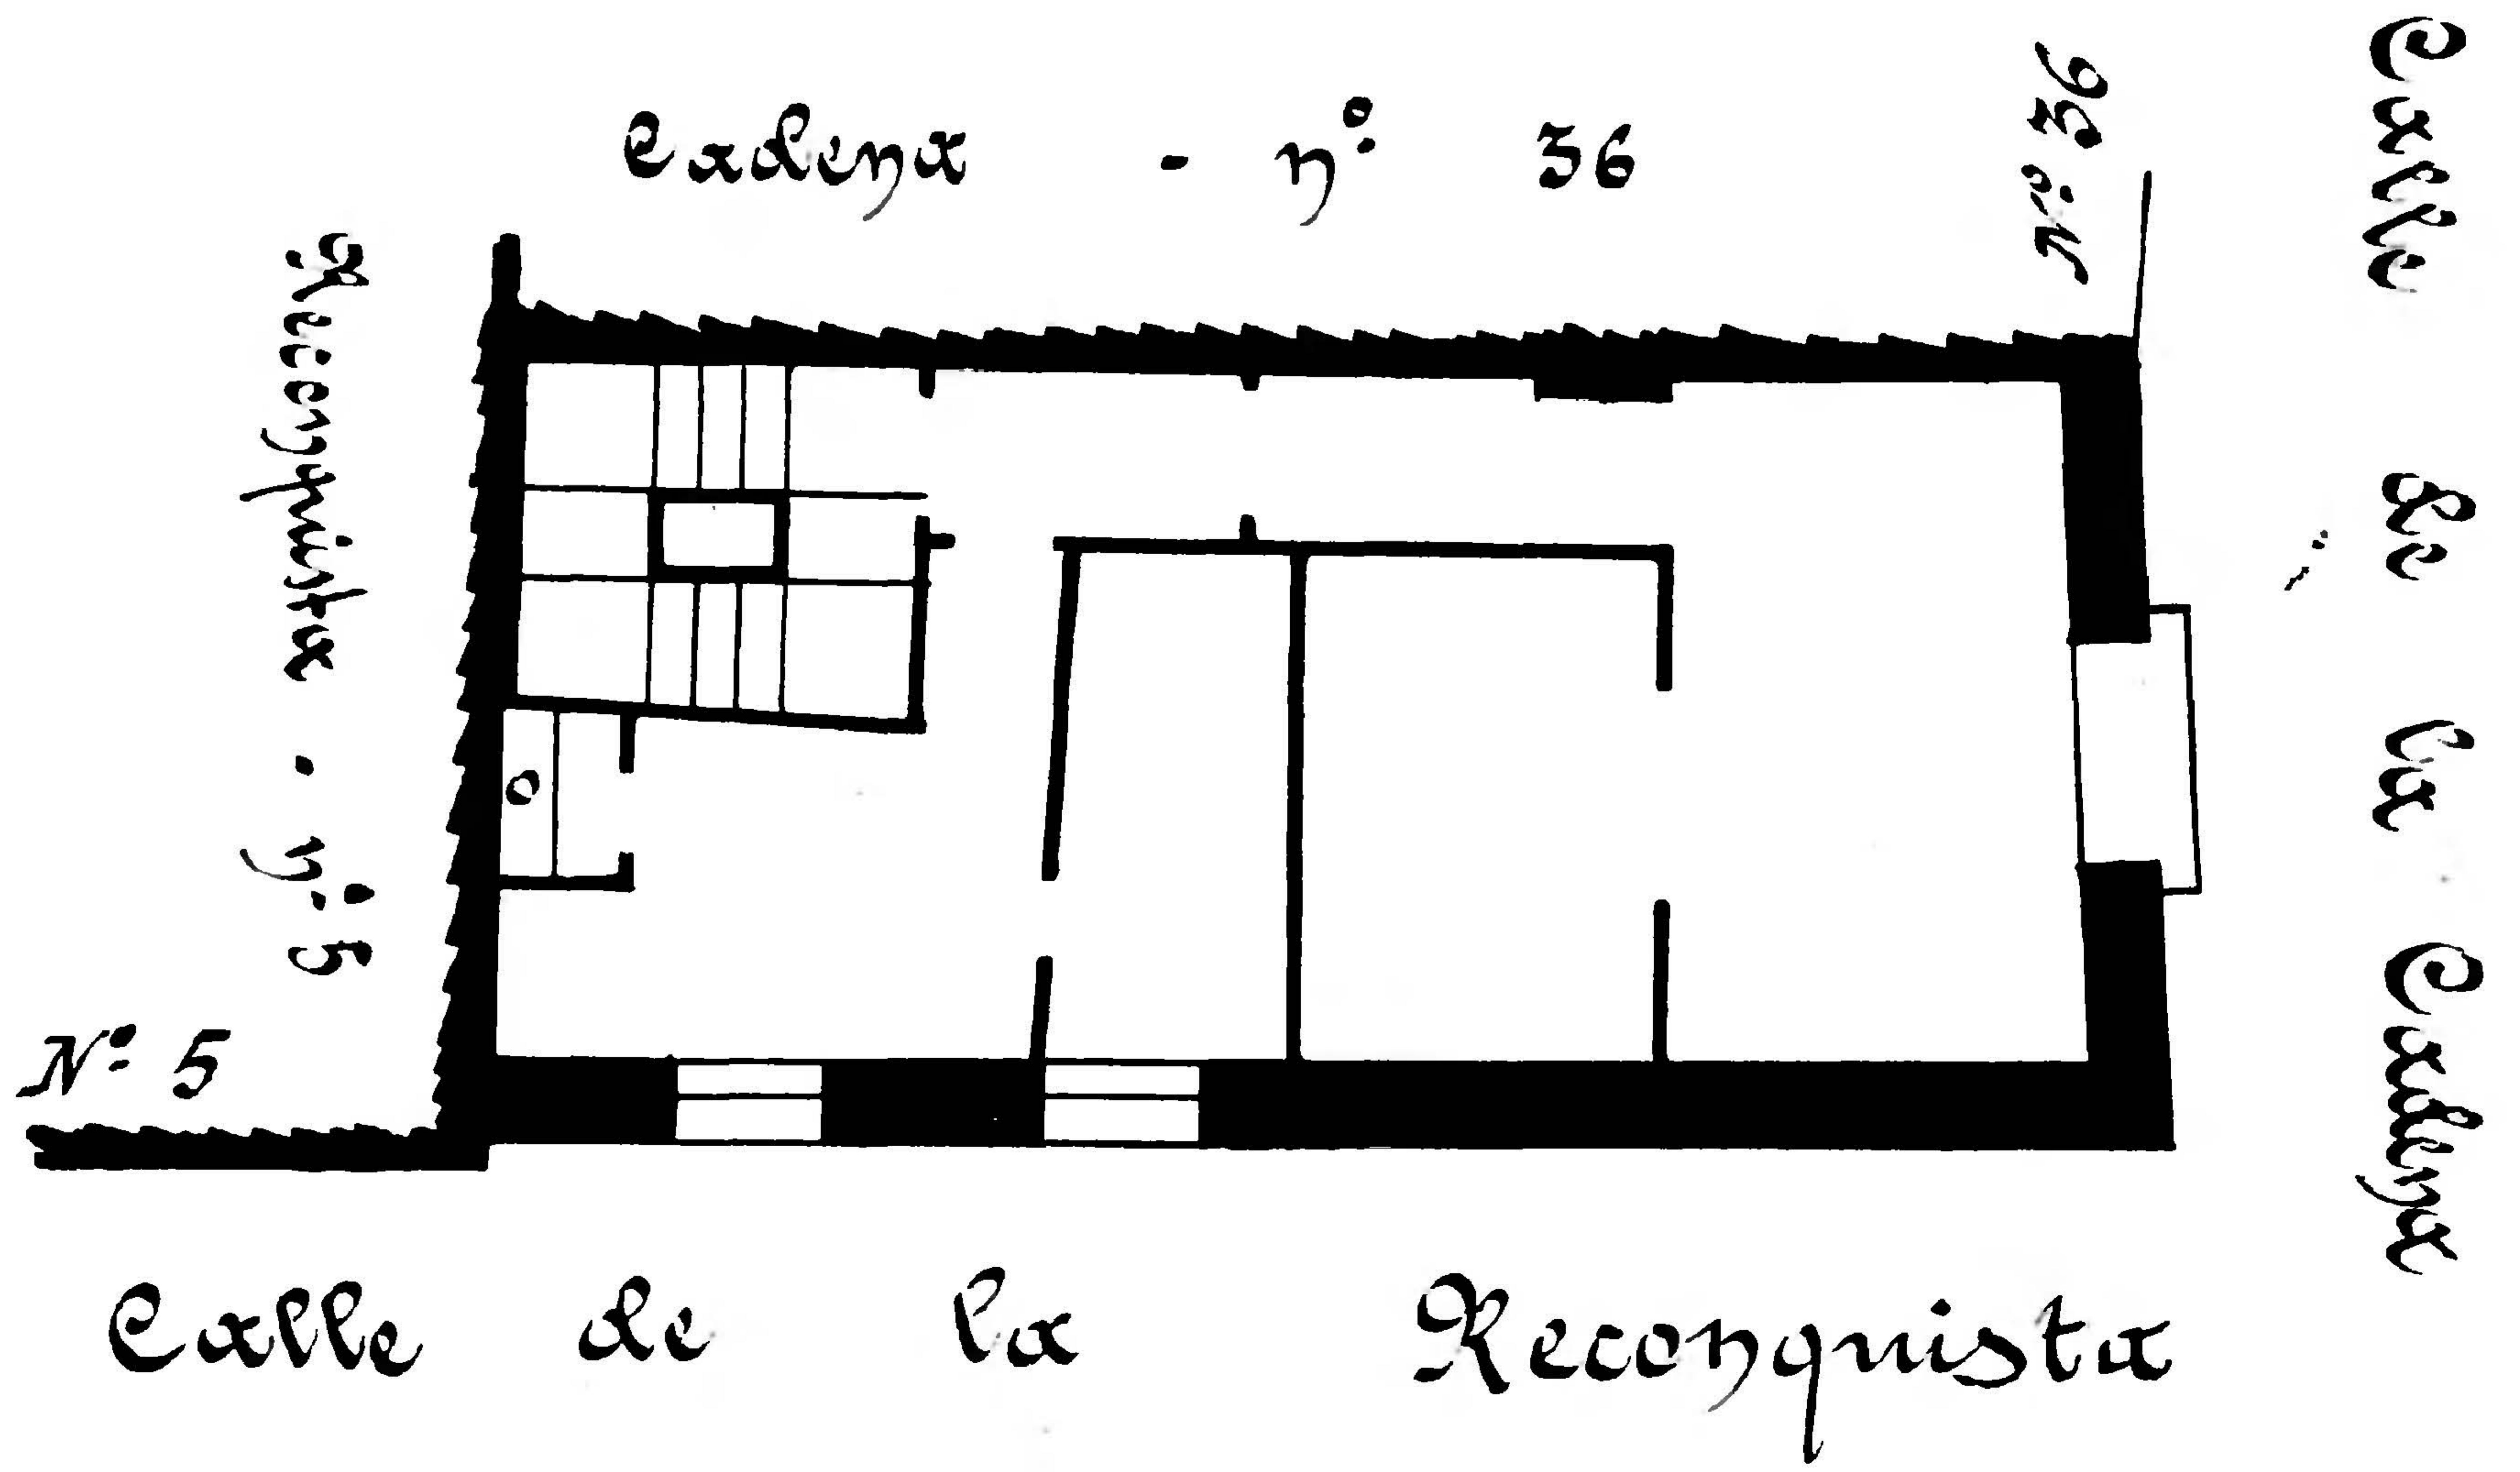 Cadena - nº 36
nº 36
Calle de la Cadena
Reconquista - nº 5
Nº 5
Calle de la Reconquista